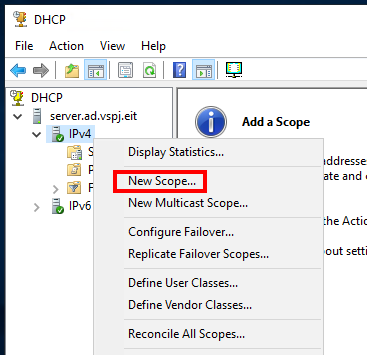 DHCP
File Action View Help
DHCP
server.ad.vspj.eit
IPv4
S
P
F
IPv6
Add a Scope
addresse
ate and c
the Actio
out settin
Display Statistics...
New Scope...
New Multicast Scope...
Configure Failover...
Replicate Failover Scopes...
Define User Classes...
Define Vendor Classes...
Reconcile All Scopes...